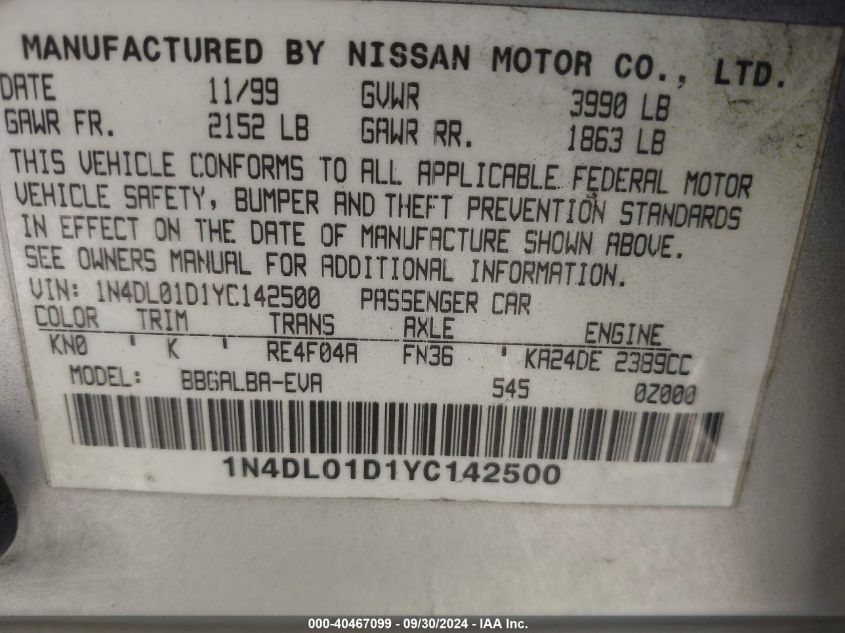 MANUFACTURED BY NISSAN MOTOR CO., LTD.
DATE 11/99 GVWR 3990 LB
GAWR FR. 2152 LB GAWR RR. 1863 LB
THIS VEHICLE CONFORMS TO ALL APPLICABLE FEDERAL MOTOR
VEHICLE SAFETY, BUMPER AND THEFT PREVENTION STANDARDS
IN EFFECT ON THE DATE OF MANUFACTURE SHOWN ABOVE.
SEE OWNERS MANUAL FOR ADDITIONAL INFORMATION.
VIN: 1N4DL01D1YC142500 PASSENGER CAR
COLOR TRIM TRANS AXLE ENGINE
KN0 ' K ' RE4F04A FN36 ' KA24DE 2389CC
MODEL: BBGALBA-EVA 545 0Z000
1N4DL01D1YC142500
000-40467099 — 09/30/2024 — IAA Inc.